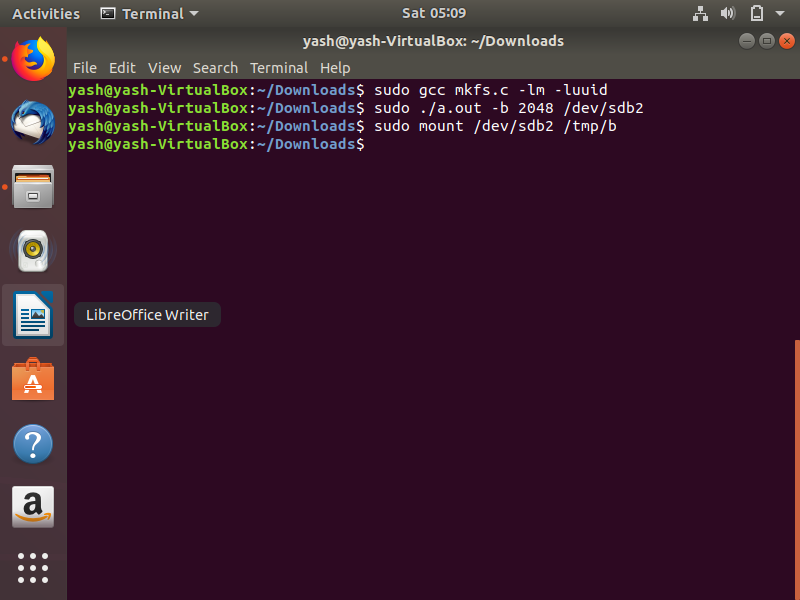 Activities Terminal Sat 05:09
yash@yash-VirtualBox: ~/Downloads
File Edit View Search Terminal Help
yash@yash-VirtualBox:~/Downloads$ sudo gcc mkfs.c -lm -luuid
yash@yash-VirtualBox:~/Downloads$ sudo ./a.out -b 2048 /dev/sdb2
yash@yash-VirtualBox:~/Downloads$ sudo mount /dev/sdb2 /tmp/b
yash@yash-VirtualBox:~/Downloads$
LibreOffice Writer
A
?
a